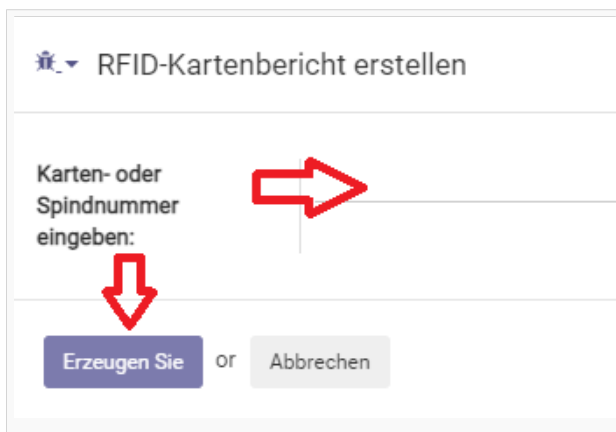 RFID-Kartenbericht erstellen
Karten- oder
Spindnummer
eingeben:
Erzeugen Sie or Abbrechen